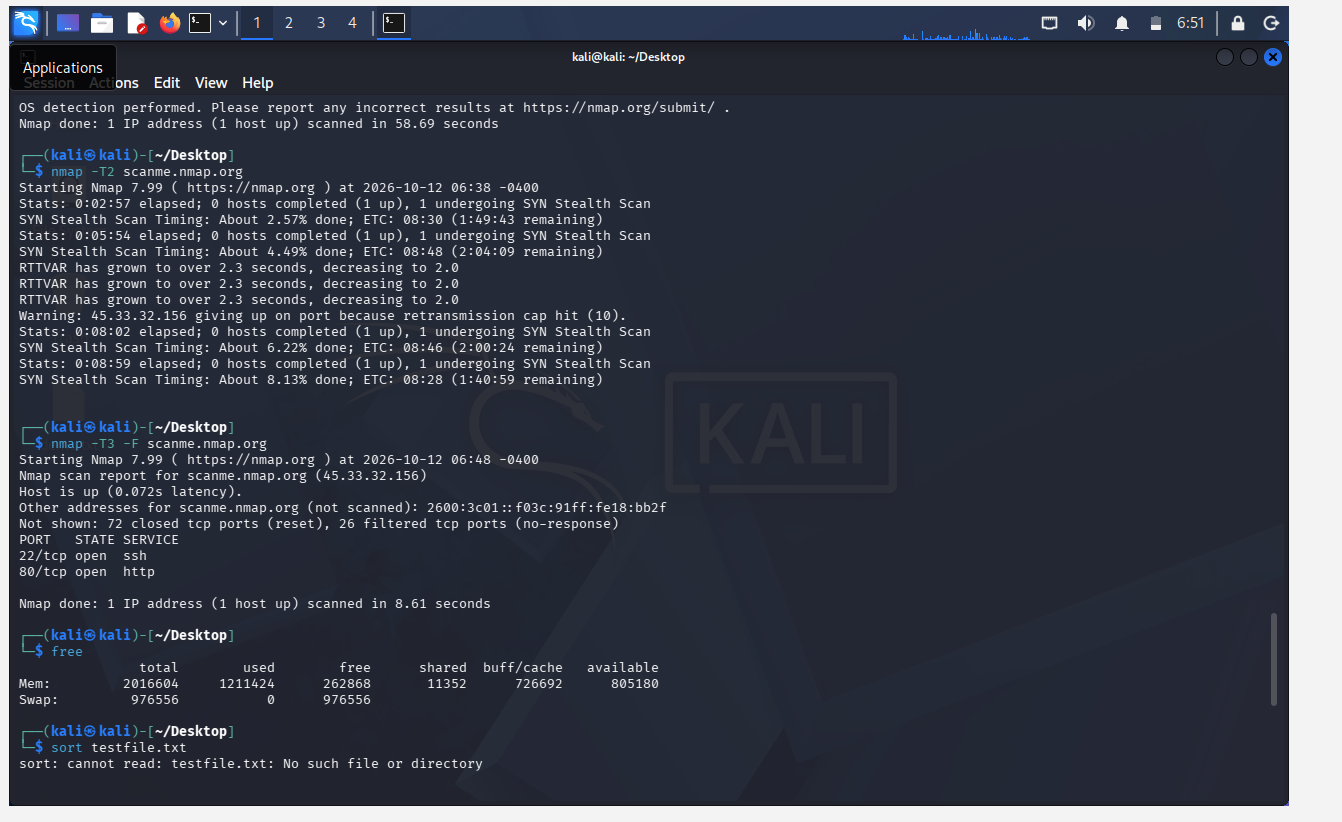 1 2 3 4 6:51
Applications
kali@kali: ~/Desktop
Session Actions Edit View Help
OS detection performed. Please report any incorrect results at https://nmap.org/submit/ .
Nmap done: 1 IP address (1 host up) scanned in 58.69 seconds
┌──(kali㉿kali)-[~/Desktop]
└─$ nmap -T2 scanme.nmap.org
Starting Nmap 7.99 ( https://nmap.org ) at 2026-10-12 06:38 -0400
Stats: 0:02:57 elapsed; 0 hosts completed (1 up), 1 undergoing SYN Stealth Scan
SYN Stealth Scan Timing: About 2.57% done; ETC: 08:30 (1:49:43 remaining)
Stats: 0:05:54 elapsed; 0 hosts completed (1 up), 1 undergoing SYN Stealth Scan
SYN Stealth Scan Timing: About 4.49% done; ETC: 08:48 (2:04:09 remaining)
RTTVAR has grown to over 2.3 seconds, decreasing to 2.0
RTTVAR has grown to over 2.3 seconds, decreasing to 2.0
RTTVAR has grown to over 2.3 seconds, decreasing to 2.0
Warning: 45.33.32.156 giving up on port because retransmission cap hit (10).
Stats: 0:08:02 elapsed; 0 hosts completed (1 up), 1 undergoing SYN Stealth Scan
SYN Stealth Scan Timing: About 6.22% done; ETC: 08:46 (2:00:24 remaining)
Stats: 0:08:59 elapsed; 0 hosts completed (1 up), 1 undergoing SYN Stealth Scan
SYN Stealth Scan Timing: About 8.13% done; ETC: 08:28 (1:40:59 remaining)
KALI
┌──(kali㉿kali)-[~/Desktop]
└─$ nmap -T3 -F scanme.nmap.org
Starting Nmap 7.99 ( https://nmap.org ) at 2026-10-12 06:48 -0400
Nmap scan report for scanme.nmap.org (45.33.32.156)
Host is up (0.072s latency).
Other addresses for scanme.nmap.org (not scanned): 2600:3c01::f03c:91ff:fe18:bb2f
Not shown: 72 closed tcp ports (reset), 26 filtered tcp ports (no-response)
PORT   STATE SERVICE
22/tcp open  ssh
80/tcp open  http
Nmap done: 1 IP address (1 host up) scanned in 8.61 seconds
┌──(kali㉿kali)-[~/Desktop]
└─$ free
total used free shared buff/cache available
Mem: 2016604 1211424 262868 11352 726692 805180
Swap: 976556 0 976556
┌──(kali㉿kali)-[~/Desktop]
└─$ sort testfile.txt
sort: cannot read: testfile.txt: No such file or directory